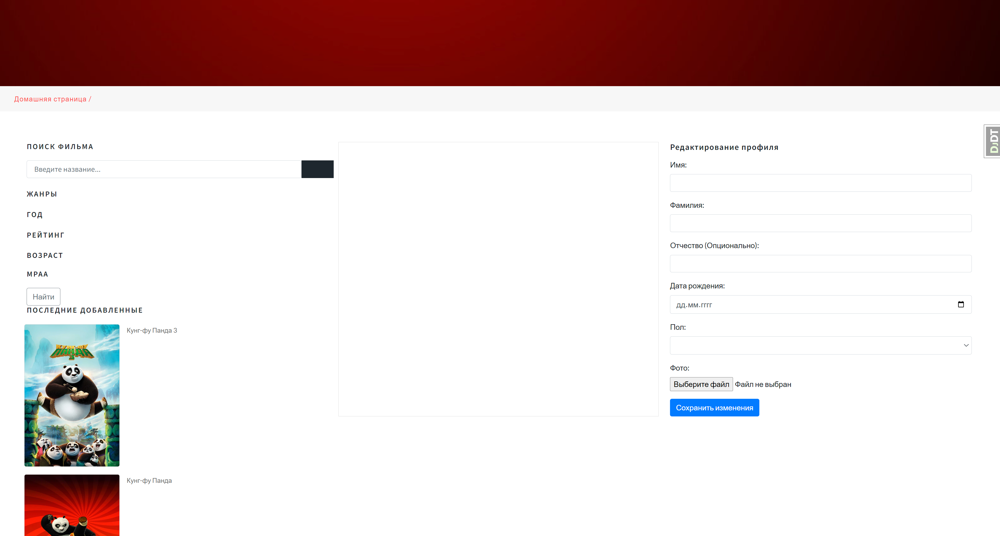 Домашняя страница /
DJDT
ПОИСК ФИЛЬМА
Введите название...
ЖАНРЫ
ГОД
РЕЙТИНГ
ВОЗРАСТ
MPAA
Найти
ПОСЛЕДНИЕ ДОБАВЛЕННЫЕ
КУНГ-ФУ
ПАНДА
3
Кунг-фу Панда 3
Кунг-фу Панда
Редактирование профиля
Имя:
Фамилия:
Отчество (Опционально):
Дата рождения:
дд.мм.гггг
Пол:
Фото:
Выберите файл Файл не выбран
Сохранить изменения